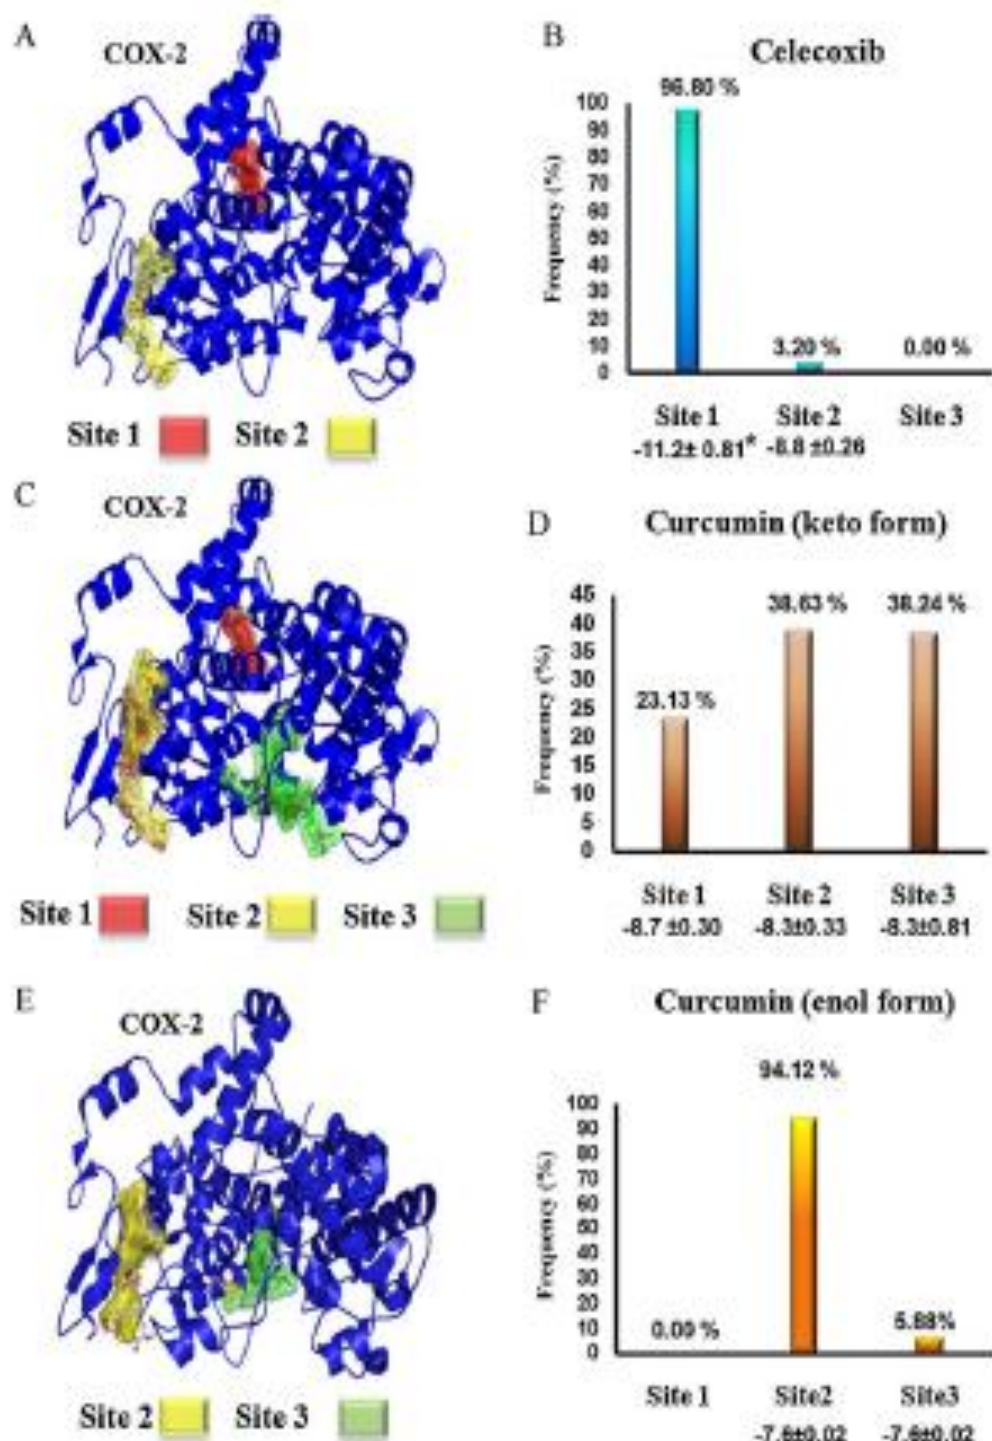 A
COX-2
Site 1
Site 2
B
Celecoxib
96.80 %
Frequency (%)
100
90
80
70
60
50
40
30
20
10
0
3.20 %
0.00 %
Site 1
Site 2
Site 3
-11.2± 0.81*
-8.8 ±0.26
C
COX-2
Site 1
Site 2
Site 3
D
Curcumin (keto form)
Frequency (%)
45
40
35
30
25
20
15
10
5
0
23.13 %
38.63 %
38.24 %
Site 1
Site 2
Site 3
-8.7 ±0.30
-8.3±0.33
-8.3±0.81
E
COX-2
Site 2
Site 3
F
Curcumin (enol form)
94.12 %
Frequency (%)
100
90
80
70
60
50
40
30
20
10
0
0.00 %
5.88%
Site 1
Site2
Site3
-7.6±0.02
-7.6±0.02